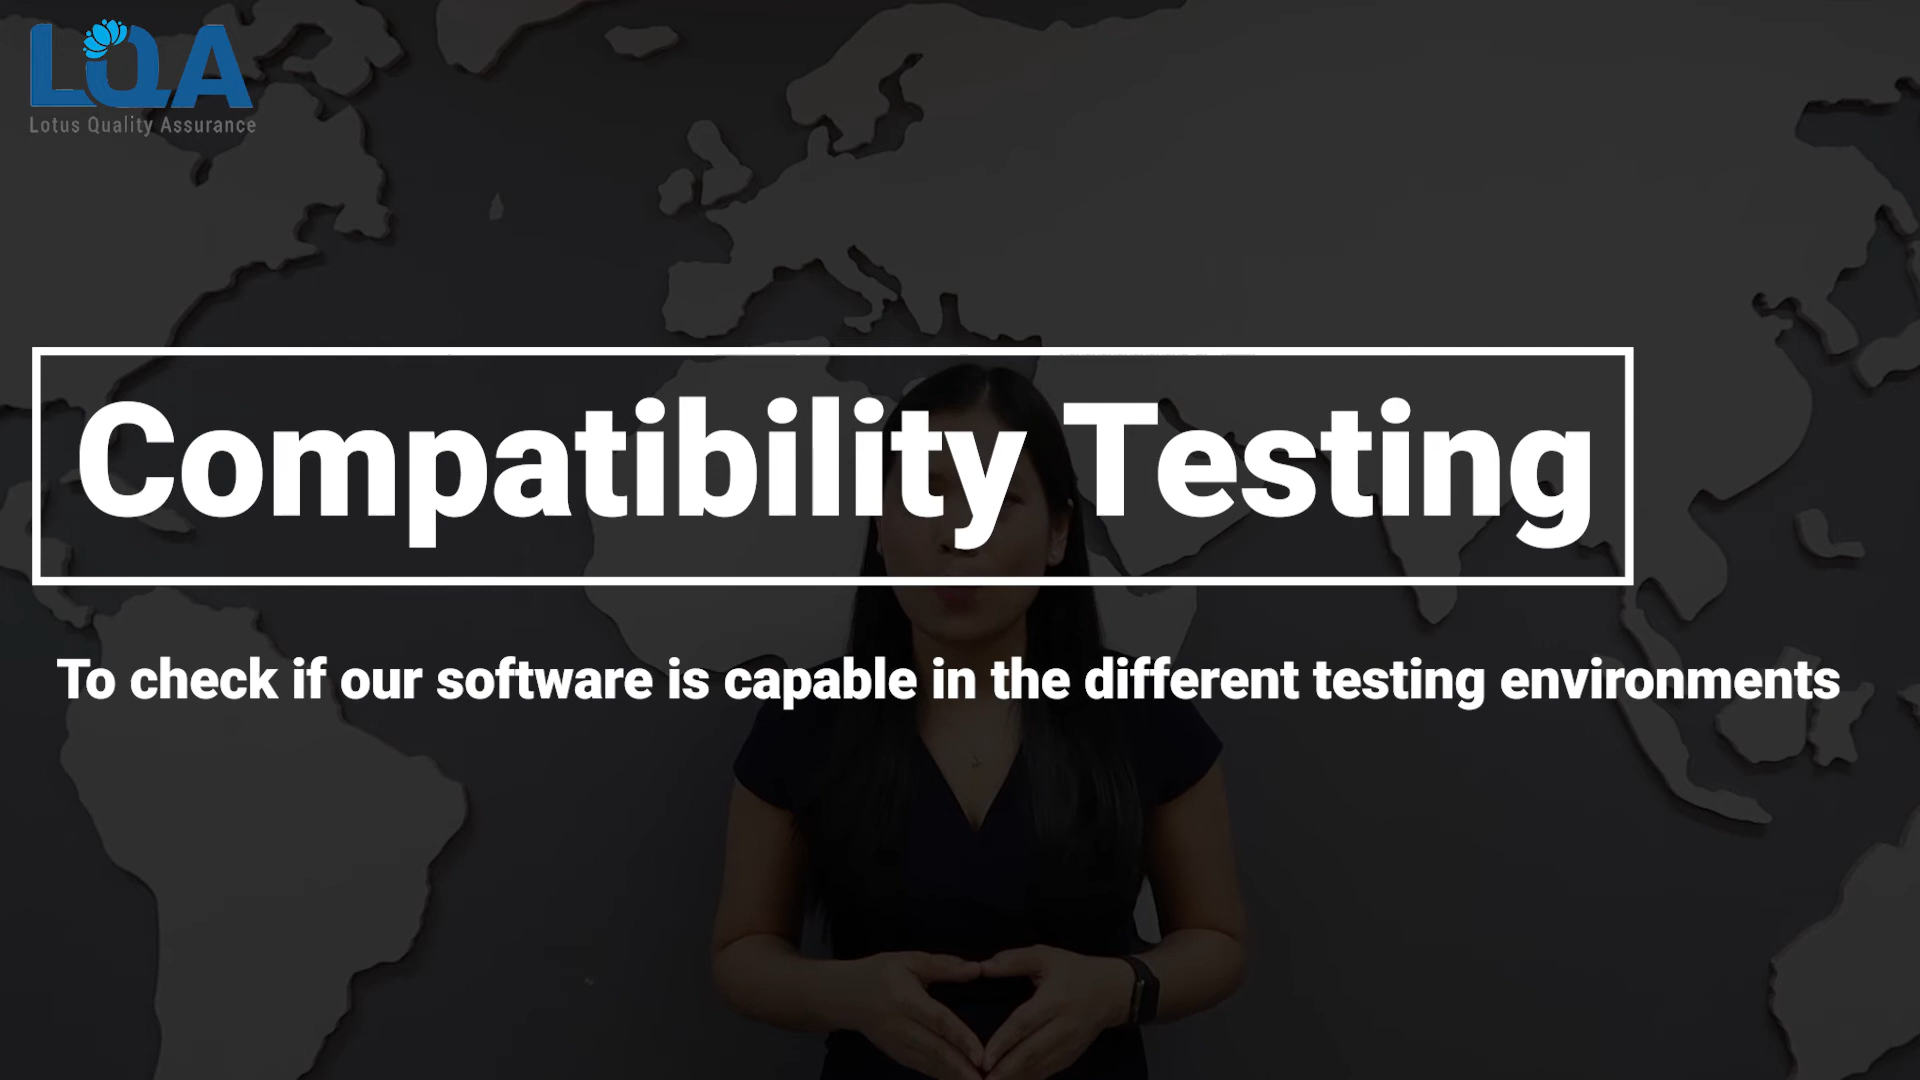 LQA
Lotus Quality Assurance
Compatibility Testing
To check if our software is capable in the different testing environments